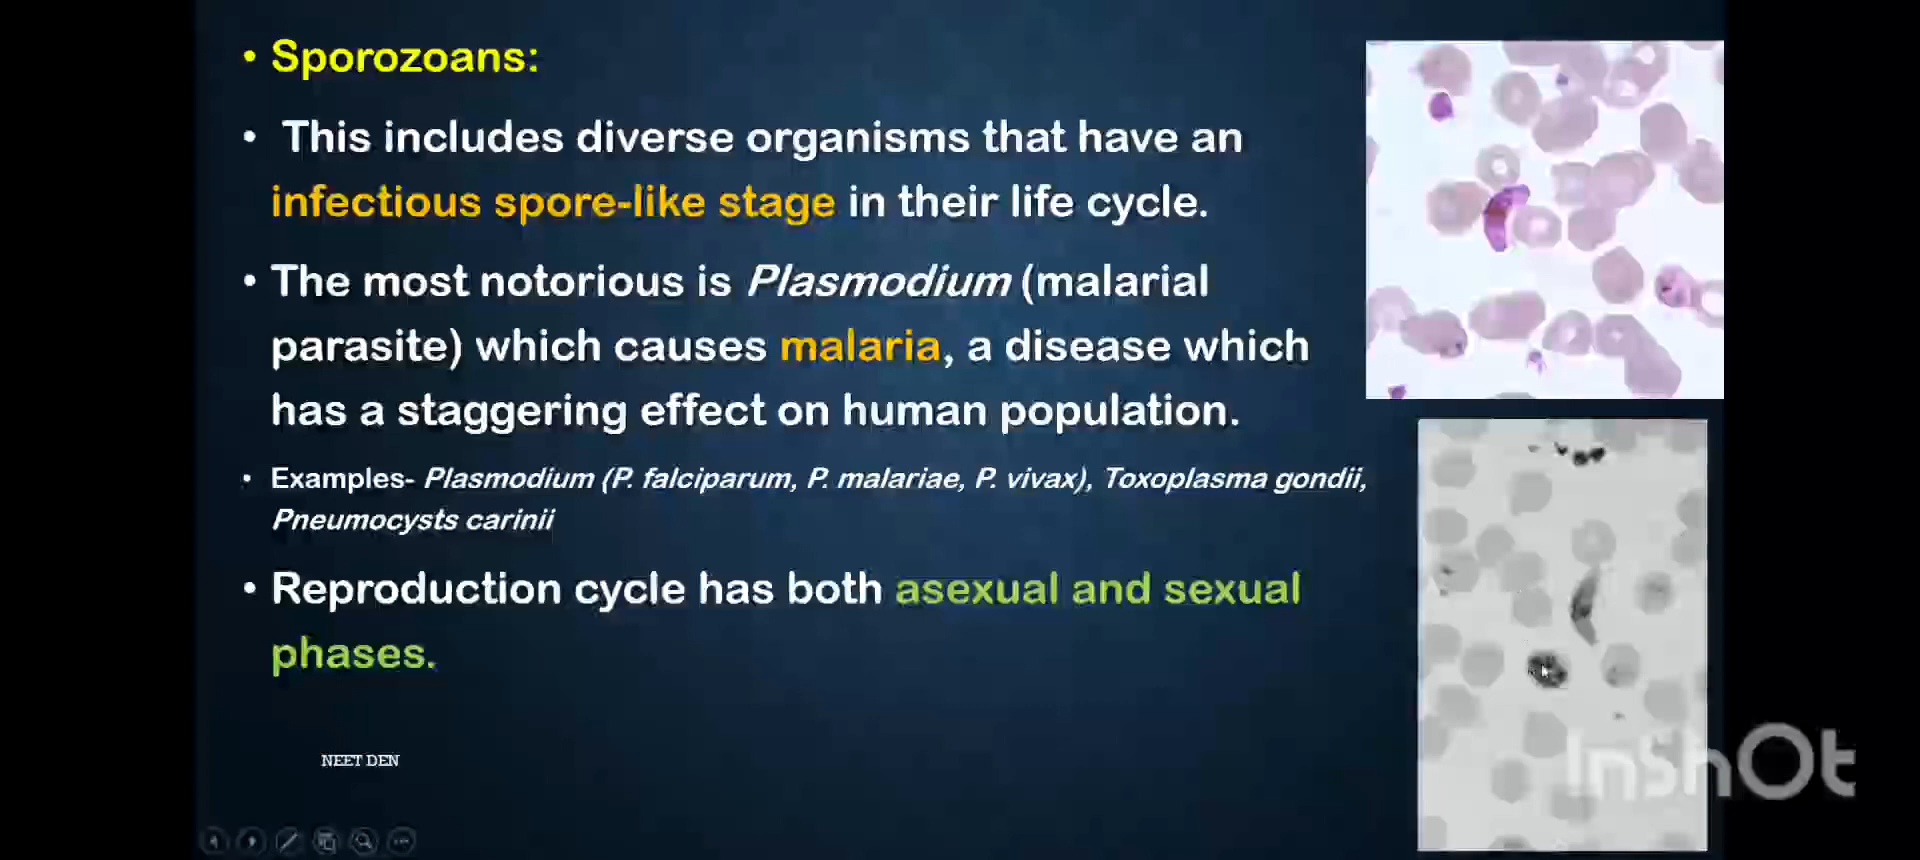 • Sporozoans:
• This includes diverse organisms that have an
infectious spore-like stage in their life cycle.
• The most notorious is Plasmodium (malarial
parasite) which causes malaria, a disease which
has a staggering effect on human population.
• Examples- Plasmodium (P. falciparum, P. malariae, P. vivax), Toxoplasma gondii,
Pneumocysts carinii
• Reproduction cycle has both asexual and sexual
phases.
NEET DEN
InShOt